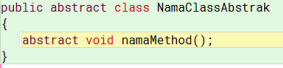 public abstract class NamaClassAbstrak
{
abstract void namaMethod();
}